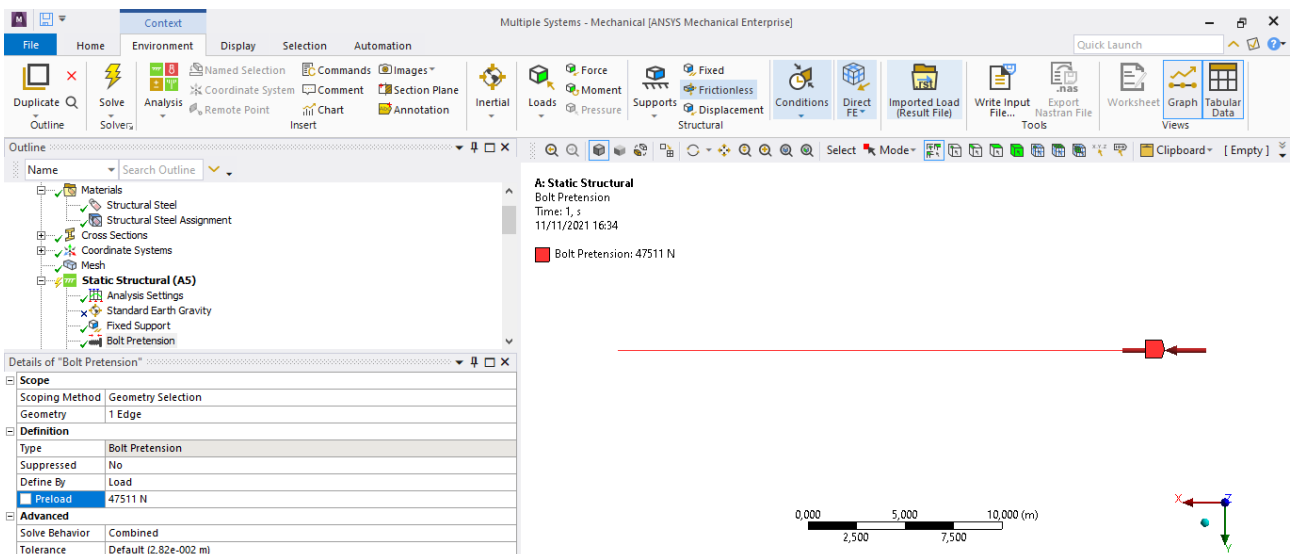 M
Context
Multiple Systems - Mechanical [ANSYS Mechanical Enterprise]
File Home Environment Display Selection Automation
Quick Launch
Duplicate Q
Outline
Solve
Solver
Analysis
Named Selection
Coordinate System
Remote Point
Commands
Comment
Chart
Images
Section Plane
Annotation
Insert
Inertial
Loads
Force
Moment
Pressure
Supports
Fixed
Frictionless
Displacement
Structural
Conditions
Direct FE
Imported Load (Result File)
Write Input File...
.nas
Export Nastran File
Tools
Worksheet
Graph
Tabular Data
Views
Outline
Name
Search Outline
Select
Mode
Clipboard
[Empty]
Materials
Structural Steel
Structural Steel Assignment
Cross Sections
Coordinate Systems
Mesh
Static Structural (A5)
Analysis Settings
Standard Earth Gravity
Fixed Support
Bolt Pretension
Details of "Bolt Pretension"
Scope
Scoping Method Geometry Selection
Geometry 1 Edge
Definition
Type Bolt Pretension
Suppressed No
Define By Load
Preload 47511 N
Advanced
Solve Behavior Combined
Tolerance Default (2,82e-002 m)
A: Static Structural
Bolt Pretension
Time: 1, s
11/11/2021 16:34
Bolt Pretension: 47511 N
0,000 5,000 10,000 (m)
2,500 7,500
X Z
Y